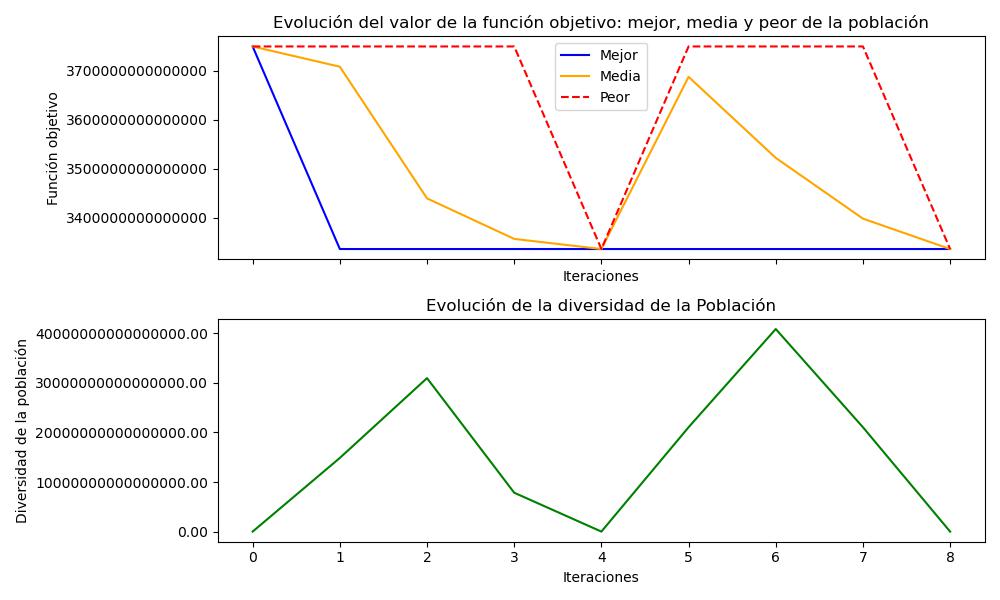 Evolución del valor de la función objetivo: mejor, media y peor de la población
Función objetivo
3700000000000000
3600000000000000
3500000000000000
3400000000000000
Mejor
Media
Peor
Iteraciones
Evolución de la diversidad de la Población
Diversidad de la población
40000000000000000.00
30000000000000000.00
20000000000000000.00
10000000000000000.00
0.00
0 1 2 3 4 5 6 7 8
Iteraciones